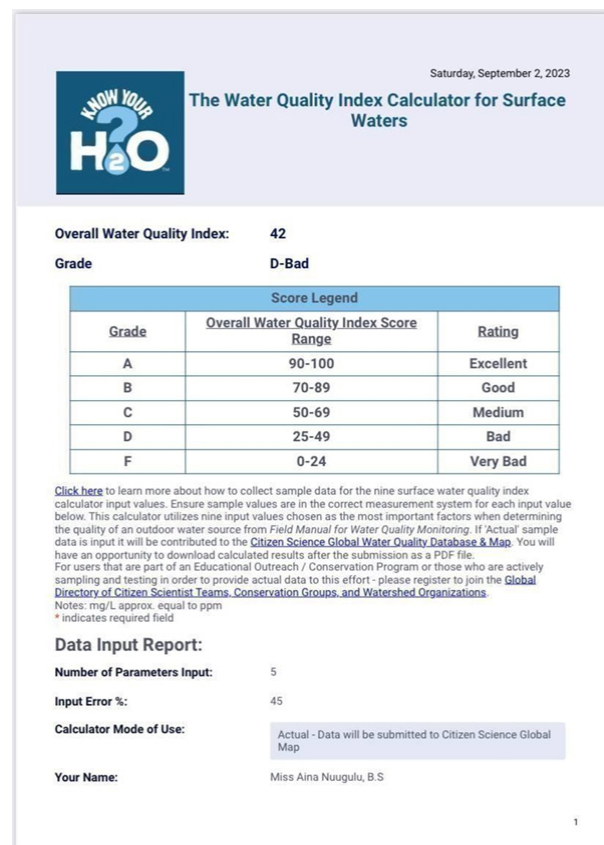 Saturday, September 2, 2023
KNOW YOUR
H2O
The Water Quality Index Calculator for Surface
Waters
Overall Water Quality Index: 42
Grade D-Bad
Score Legend
Grade Overall Water Quality Index Score Range Rating
A 90-100 Excellent
B 70-89 Good
C 50-69 Medium
D 25-49 Bad
F 0-24 Very Bad
Click here to learn more about how to collect sample data for the nine surface water quality index
calculator input values. Ensure sample values are in the correct measurement system for each input value
below. This calculator utilizes nine input values chosen as the most important factors when determining
the quality of an outdoor water source from Field Manual for Water Quality Monitoring. If 'Actual' sample
data is input it will be contributed to the Citizen Science Global Water Quality Database & Map. You will
have an opportunity to download calculated results after the submission as a PDF file.
For users that are part of an Educational Outreach / Conservation Program or those who are actively
sampling and testing in order to provide actual data to this effort - please register to join the Global
Directory of Citizen Scientist Teams, Conservation Groups, and Watershed Organizations.
Notes: mg/L approx. equal to ppm
* indicates required field
Data Input Report:
Number of Parameters Input: 5
Input Error %: 45
Calculator Mode of Use: Actual - Data will be submitted to Citizen Science Global
Map
Your Name: Miss Aina Nuugulu, B.S
1